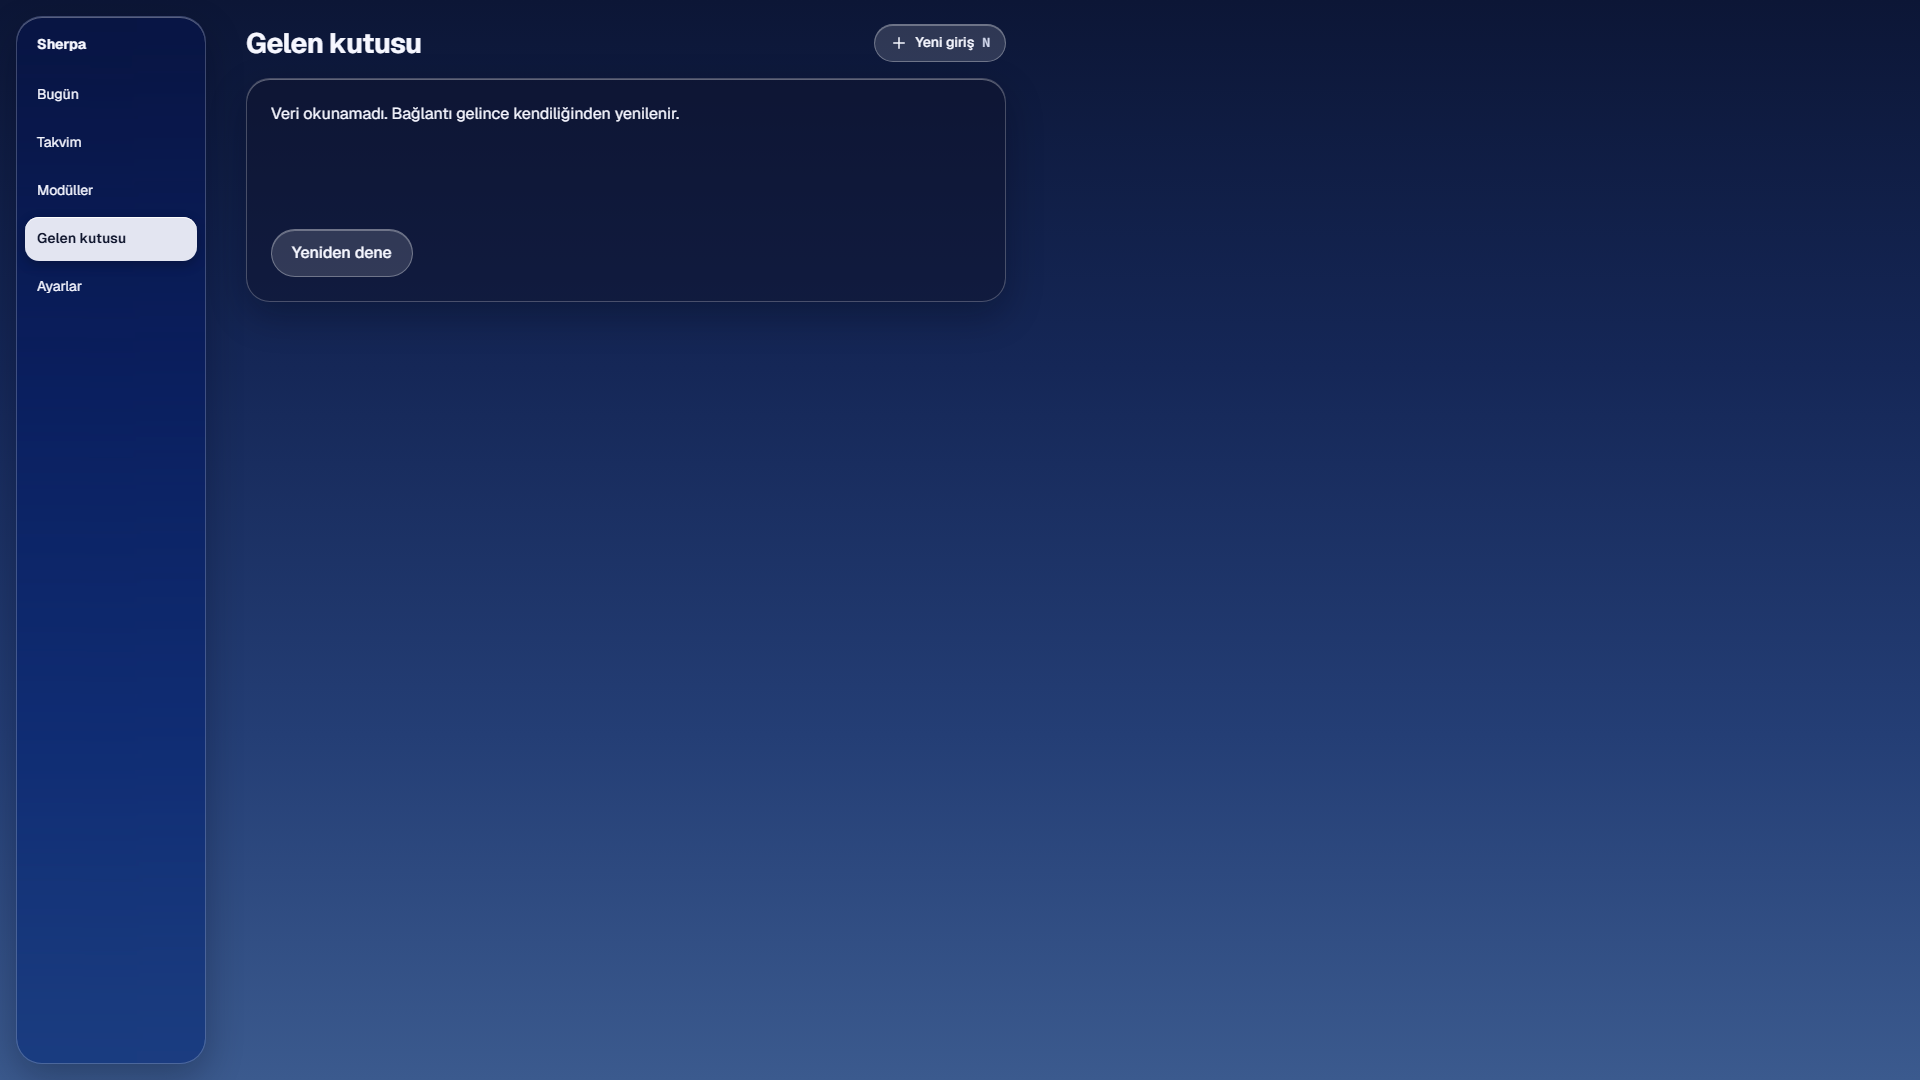 Sherpa
Bugün
Takvim
Modüller
Gelen kutusu
Ayarlar
Gelen kutusu
Yeni giriş N
Veri okunamadı. Bağlantı gelince kendiliğinden yenilenir.
Yeniden dene